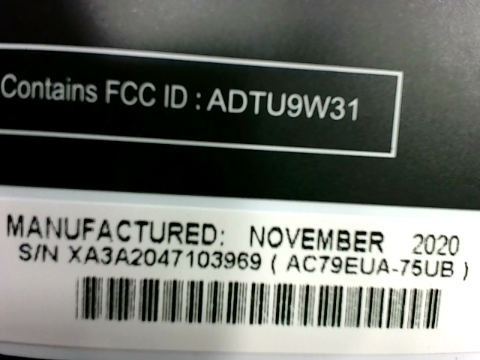 Contains FCC ID : ADTU9W31
MANUFACTURED: NOVEMBER 2020
S/N XA3A2047103969 ( AC79EUA-75UB )